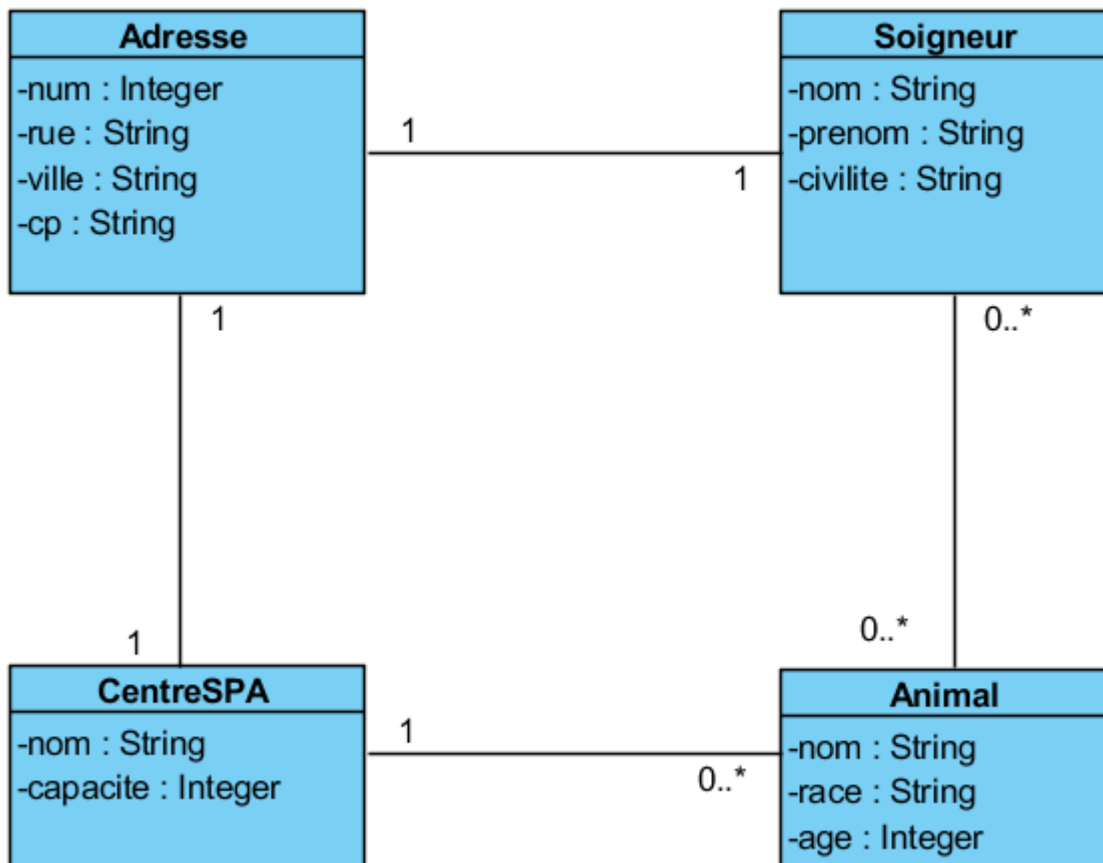 Adresse
-num : Integer
-rue : String
-ville : String
-cp : String
Soigneur
-nom : String
-prenom : String
-civilite : String
1
1
1
0..*
1
0..*
CentreSPA
-nom : String
-capacite : Integer
1
0..*
Animal
-nom : String
-race : String
-age : Integer